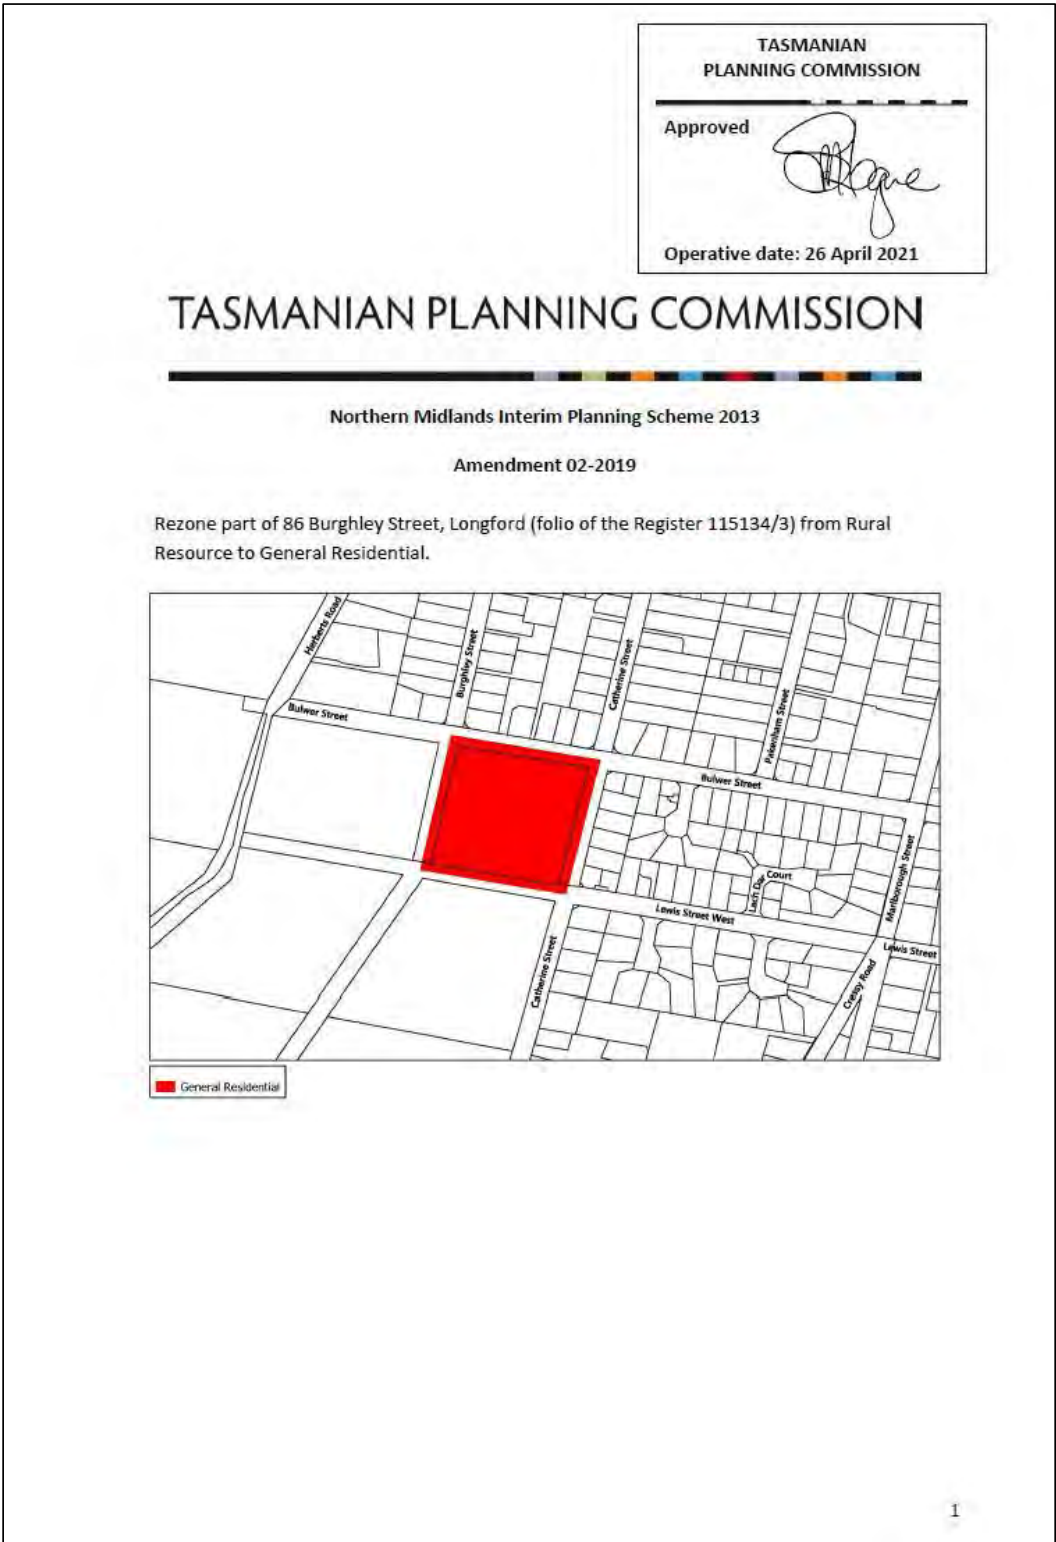 TASMANIAN
PLANNING COMMISSION
Approved
Operative date: 26 April 2021
TASMANIAN PLANNING COMMISSION
Northern Midlands Interim Planning Scheme 2013
Amendment 02-2019
Rezone part of 86 Burghley Street, Longford (folio of the Register 115134/3) from Rural
Resource to General Residential.
Herberts Road
Burghley Street
Catherine Street
Pakenham Street
Bulwer Street
Bulwer Street
Marlborough Street
Court
Lewis Street West
Lewis Street
Catherine Street
Cressy Road
General Residential
1